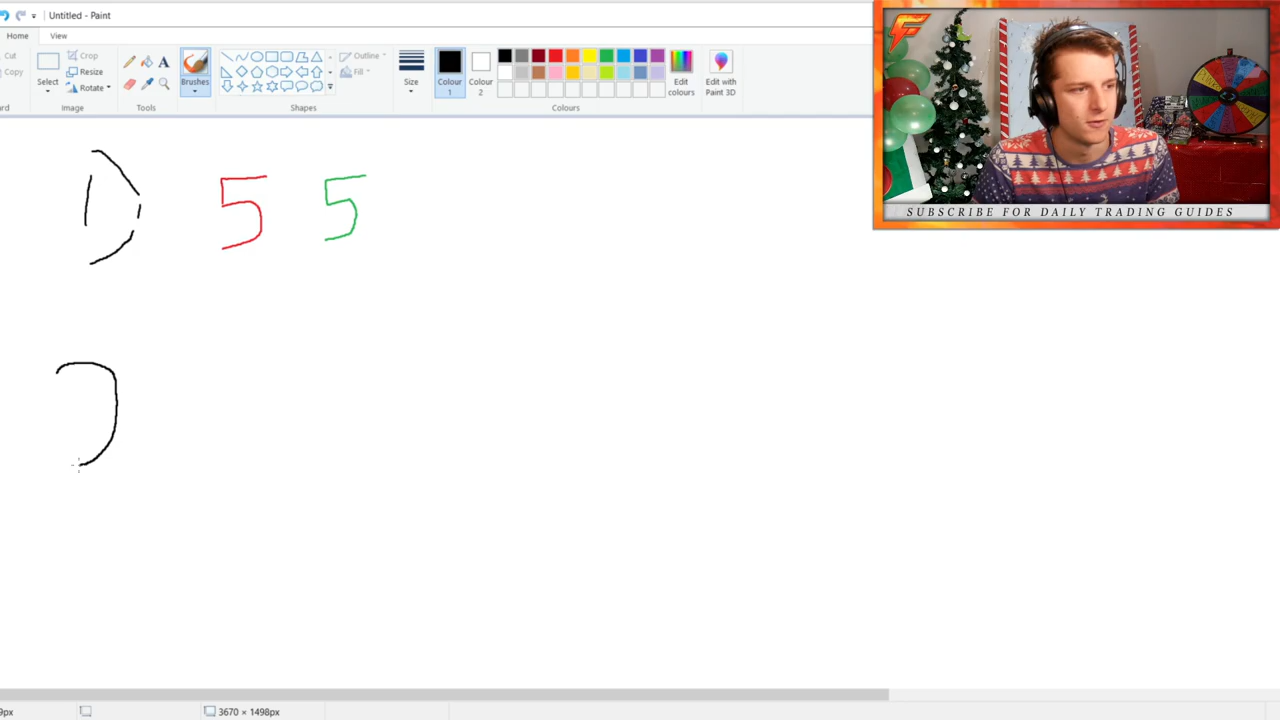 Untitled - Paint
Home View
Cut
Copy
Crop
Resize
Rotate
Select
Image
Tools
Brushes
Shapes
Outline
Fill
Size
Colour
1
Colour
2
Edit
colours
Edit with
Paint 3D
Colours
SUBSCRIBE FOR DAILY TRADING GUIDES
5 5
3670 × 1498px